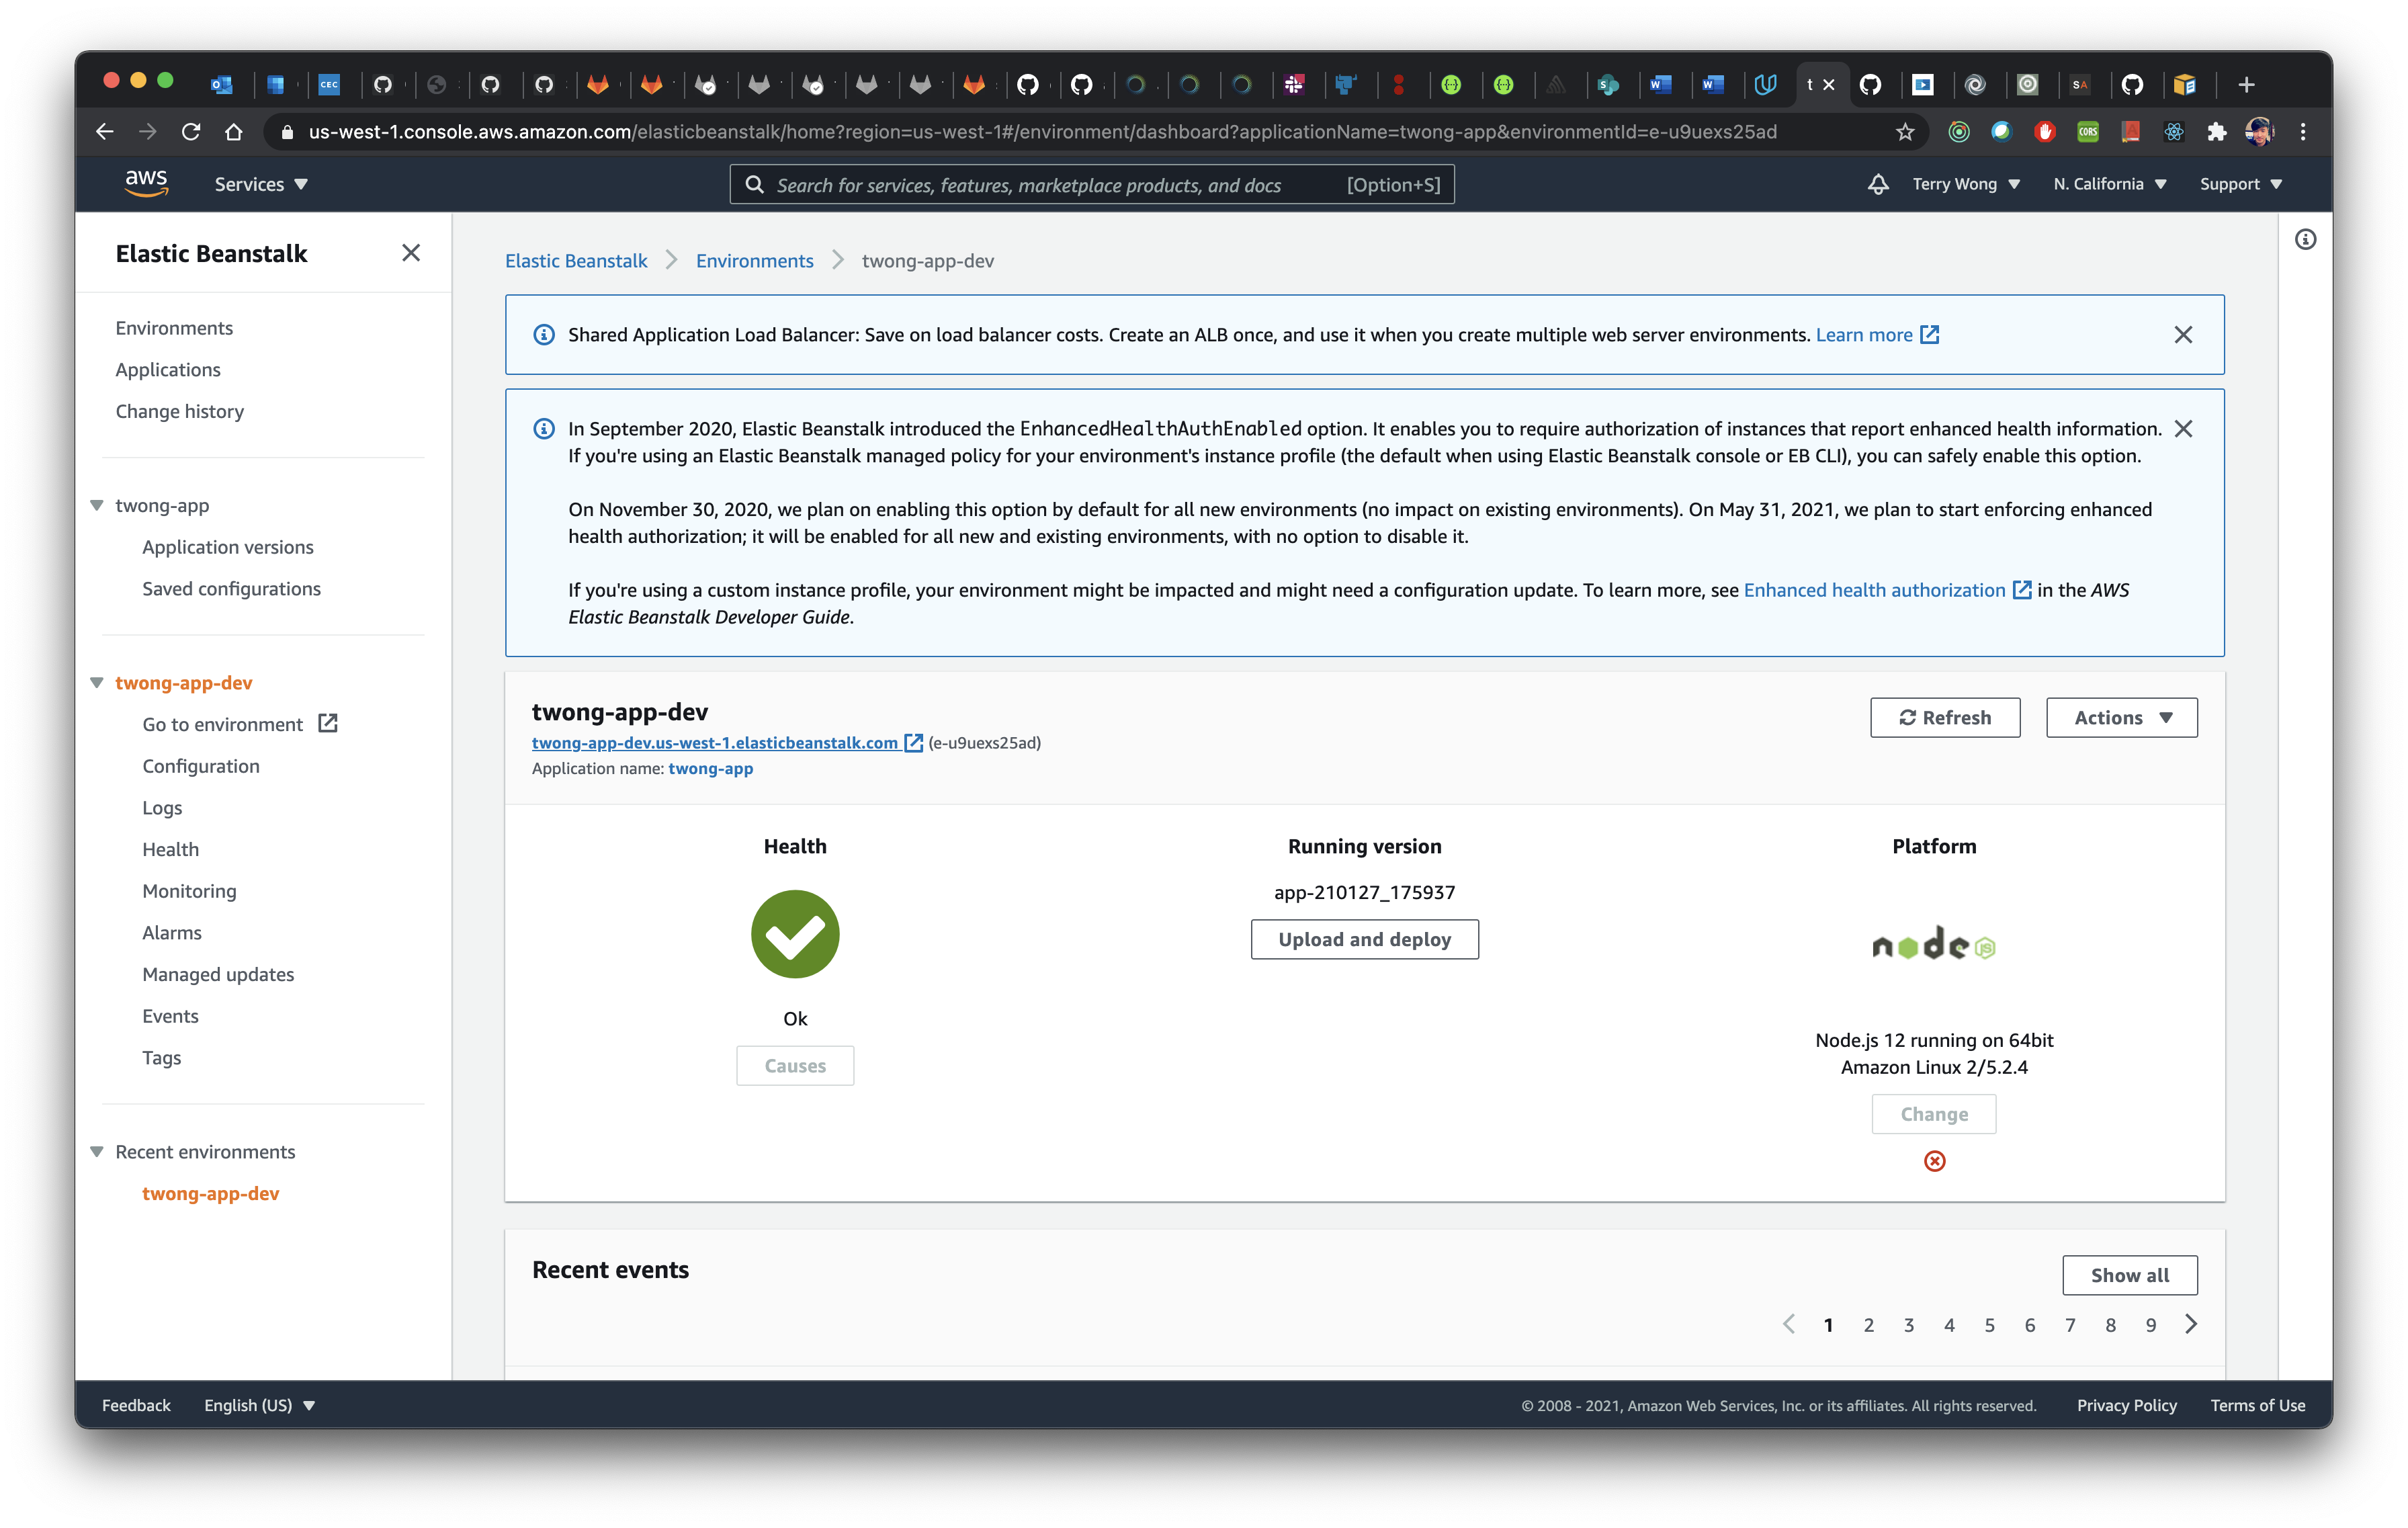 CEC
S
W
W
t
SA
us-west-1.console.aws.amazon.com/elasticbeanstalk/home?region=us-west-1#/environment/dashboard?applicationName=twong-app&environmentId=e-u9uexs25ad
CORS
aws
Services
Search for services, features, marketplace products, and docs
[Option+S]
Terry Wong
N. California
Support
Elastic Beanstalk
Environments
Applications
Change history
twong-app
Application versions
Saved configurations
twong-app-dev
Go to environment
Configuration
Logs
Health
Monitoring
Alarms
Managed updates
Events
Tags
Recent environments
twong-app-dev
Elastic Beanstalk
Environments
twong-app-dev
Shared Application Load Balancer: Save on load balancer costs. Create an ALB once, and use it when you create multiple web server environments. Learn more
In September 2020, Elastic Beanstalk introduced the EnhancedHealthAuthEnabled option. It enables you to require authorization of instances that report enhanced health information.
If you're using an Elastic Beanstalk managed policy for your environment's instance profile (the default when using Elastic Beanstalk console or EB CLI), you can safely enable this option.
On November 30, 2020, we plan on enabling this option by default for all new environments (no impact on existing environments). On May 31, 2021, we plan to start enforcing enhanced
health authorization; it will be enabled for all new and existing environments, with no option to disable it.
If you're using a custom instance profile, your environment might be impacted and might need a configuration update. To learn more, see Enhanced health authorization in the AWS
Elastic Beanstalk Developer Guide.
twong-app-dev
twong-app-dev.us-west-1.elasticbeanstalk.com (e-u9uexs25ad)
Application name: twong-app
Refresh
Actions
Health
Ok
Causes
Running version
app-210127_175937
Upload and deploy
Platform
node JS
Node.js 12 running on 64bit
Amazon Linux 2/5.2.4
Change
Recent events
Show all
1 2 3 4 5 6 7 8 9
Feedback
English (US)
© 2008 - 2021, Amazon Web Services, Inc. or its affiliates. All rights reserved.
Privacy Policy
Terms of Use